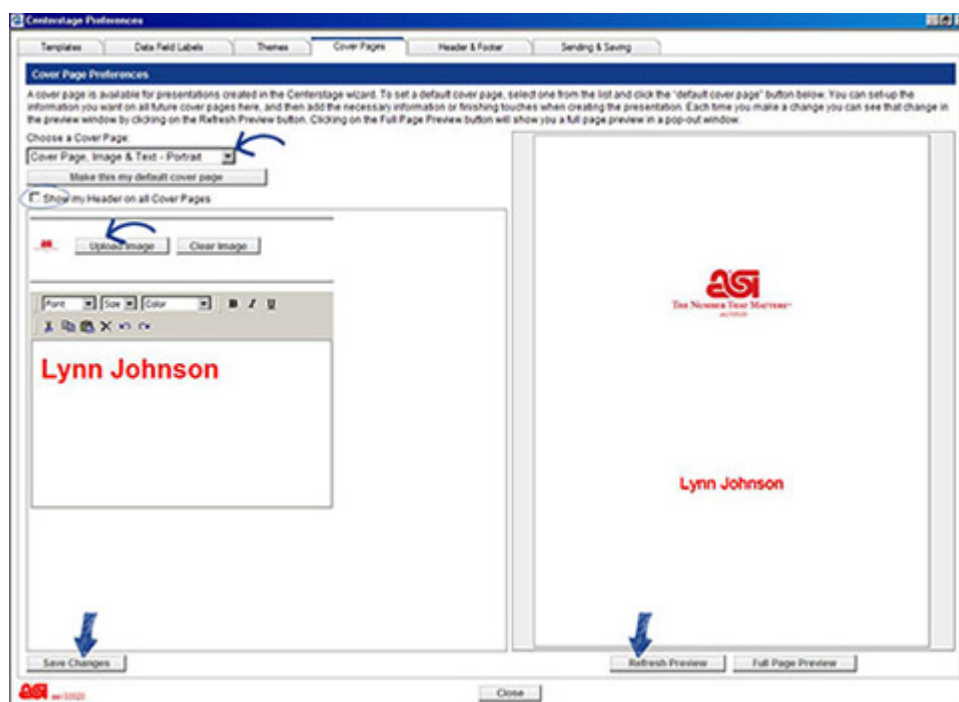 Centerstage Preferences
Templates Data Field Labels Themes Cover Pages Header & Footer Sending & Saving
Cover Page Preferences
A cover page is available for presentations created in the Centerstage wizard. To set a default cover page, select one from the list and click the "default cover page" button below. You can set-up the
information you want on all future cover pages here, and then add the necessary information or finishing touches when creating the presentation. Each time you make a change you can see that change in
the preview window by clicking on the Refresh Preview button. Clicking on the Full Page Preview button will show you a full page preview in a pop-out window.
Choose a Cover Page:
Cover Page, Image & Text - Portrait
Make this my default cover page
Show my Header on all Cover Pages
Upload Image Clear Image
Font Size Color B I U
Lynn Johnson
asi
The Number That Matters
Lynn Johnson
Save Changes
Refresh Preview Full Page Preview
asi
Close